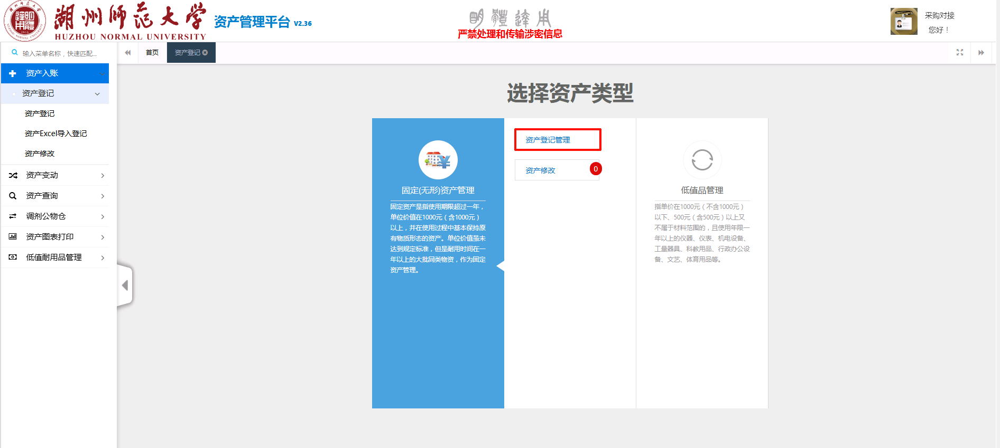 湖州师范大学
HUZHOU NORMAL UNIVERSITY
资产管理平台 V2.36
明體達用
严禁处理和传输涉密信息
采购对接
您好！
输入菜单名称，快速匹配...
首页
资产登记
资产入账
资产登记
资产登记
资产Excel导入登记
资产修改
资产变动
资产查询
调剂公物仓
资产图表打印
低值耐用品管理
选择资产类型
固定(无形)资产管理
固定资产是指使用期限超过一年，
单位价值在1000元（含1000元）
以上，并在使用过程中基本保持原
有物质形态的资产。单位价值虽未
达到规定标准，但是耐用时间在一
年以上的大批同类物资，作为固定
资产管理。
资产登记管理
资产修改
0
低值品管理
指单价在1000元（不含1000元）
以下、500元（含500元）以上又
不属于材料范围的，且使用年限一
年以上的仪器、仪表、机电设备、
工量器具、科教用品、行政办公设
备、文艺、体育用品等。